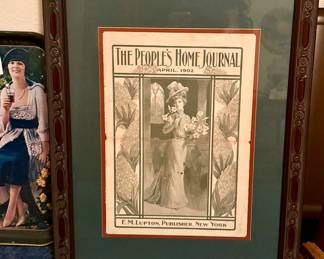 THE PEOPLE'S HOME JOURNAL
APRIL, 1902
F. M. LUPTON, PUBLISHER, NEW YORK